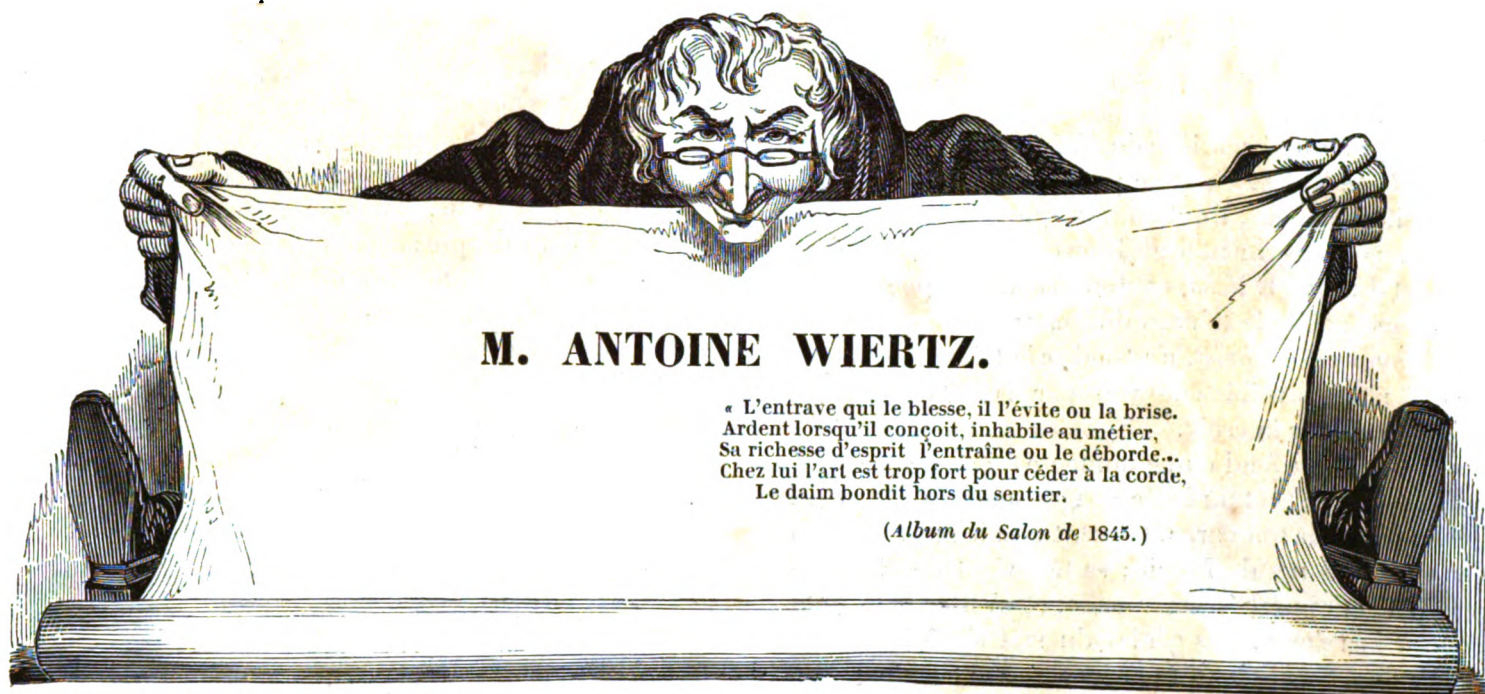 M. ANTOINE WIERTZ.
« L'entrave qui le blesse, il l'évite ou la brise.
Ardent lorsqu'il conçoit, inhabile au métier,
Sa richesse d'esprit l'entraîne ou le déborde...
Chez lui l'art est trop fort pour céder à la corde,
Le daim bondit hors du sentier.
(Album du Salon de 1845.)